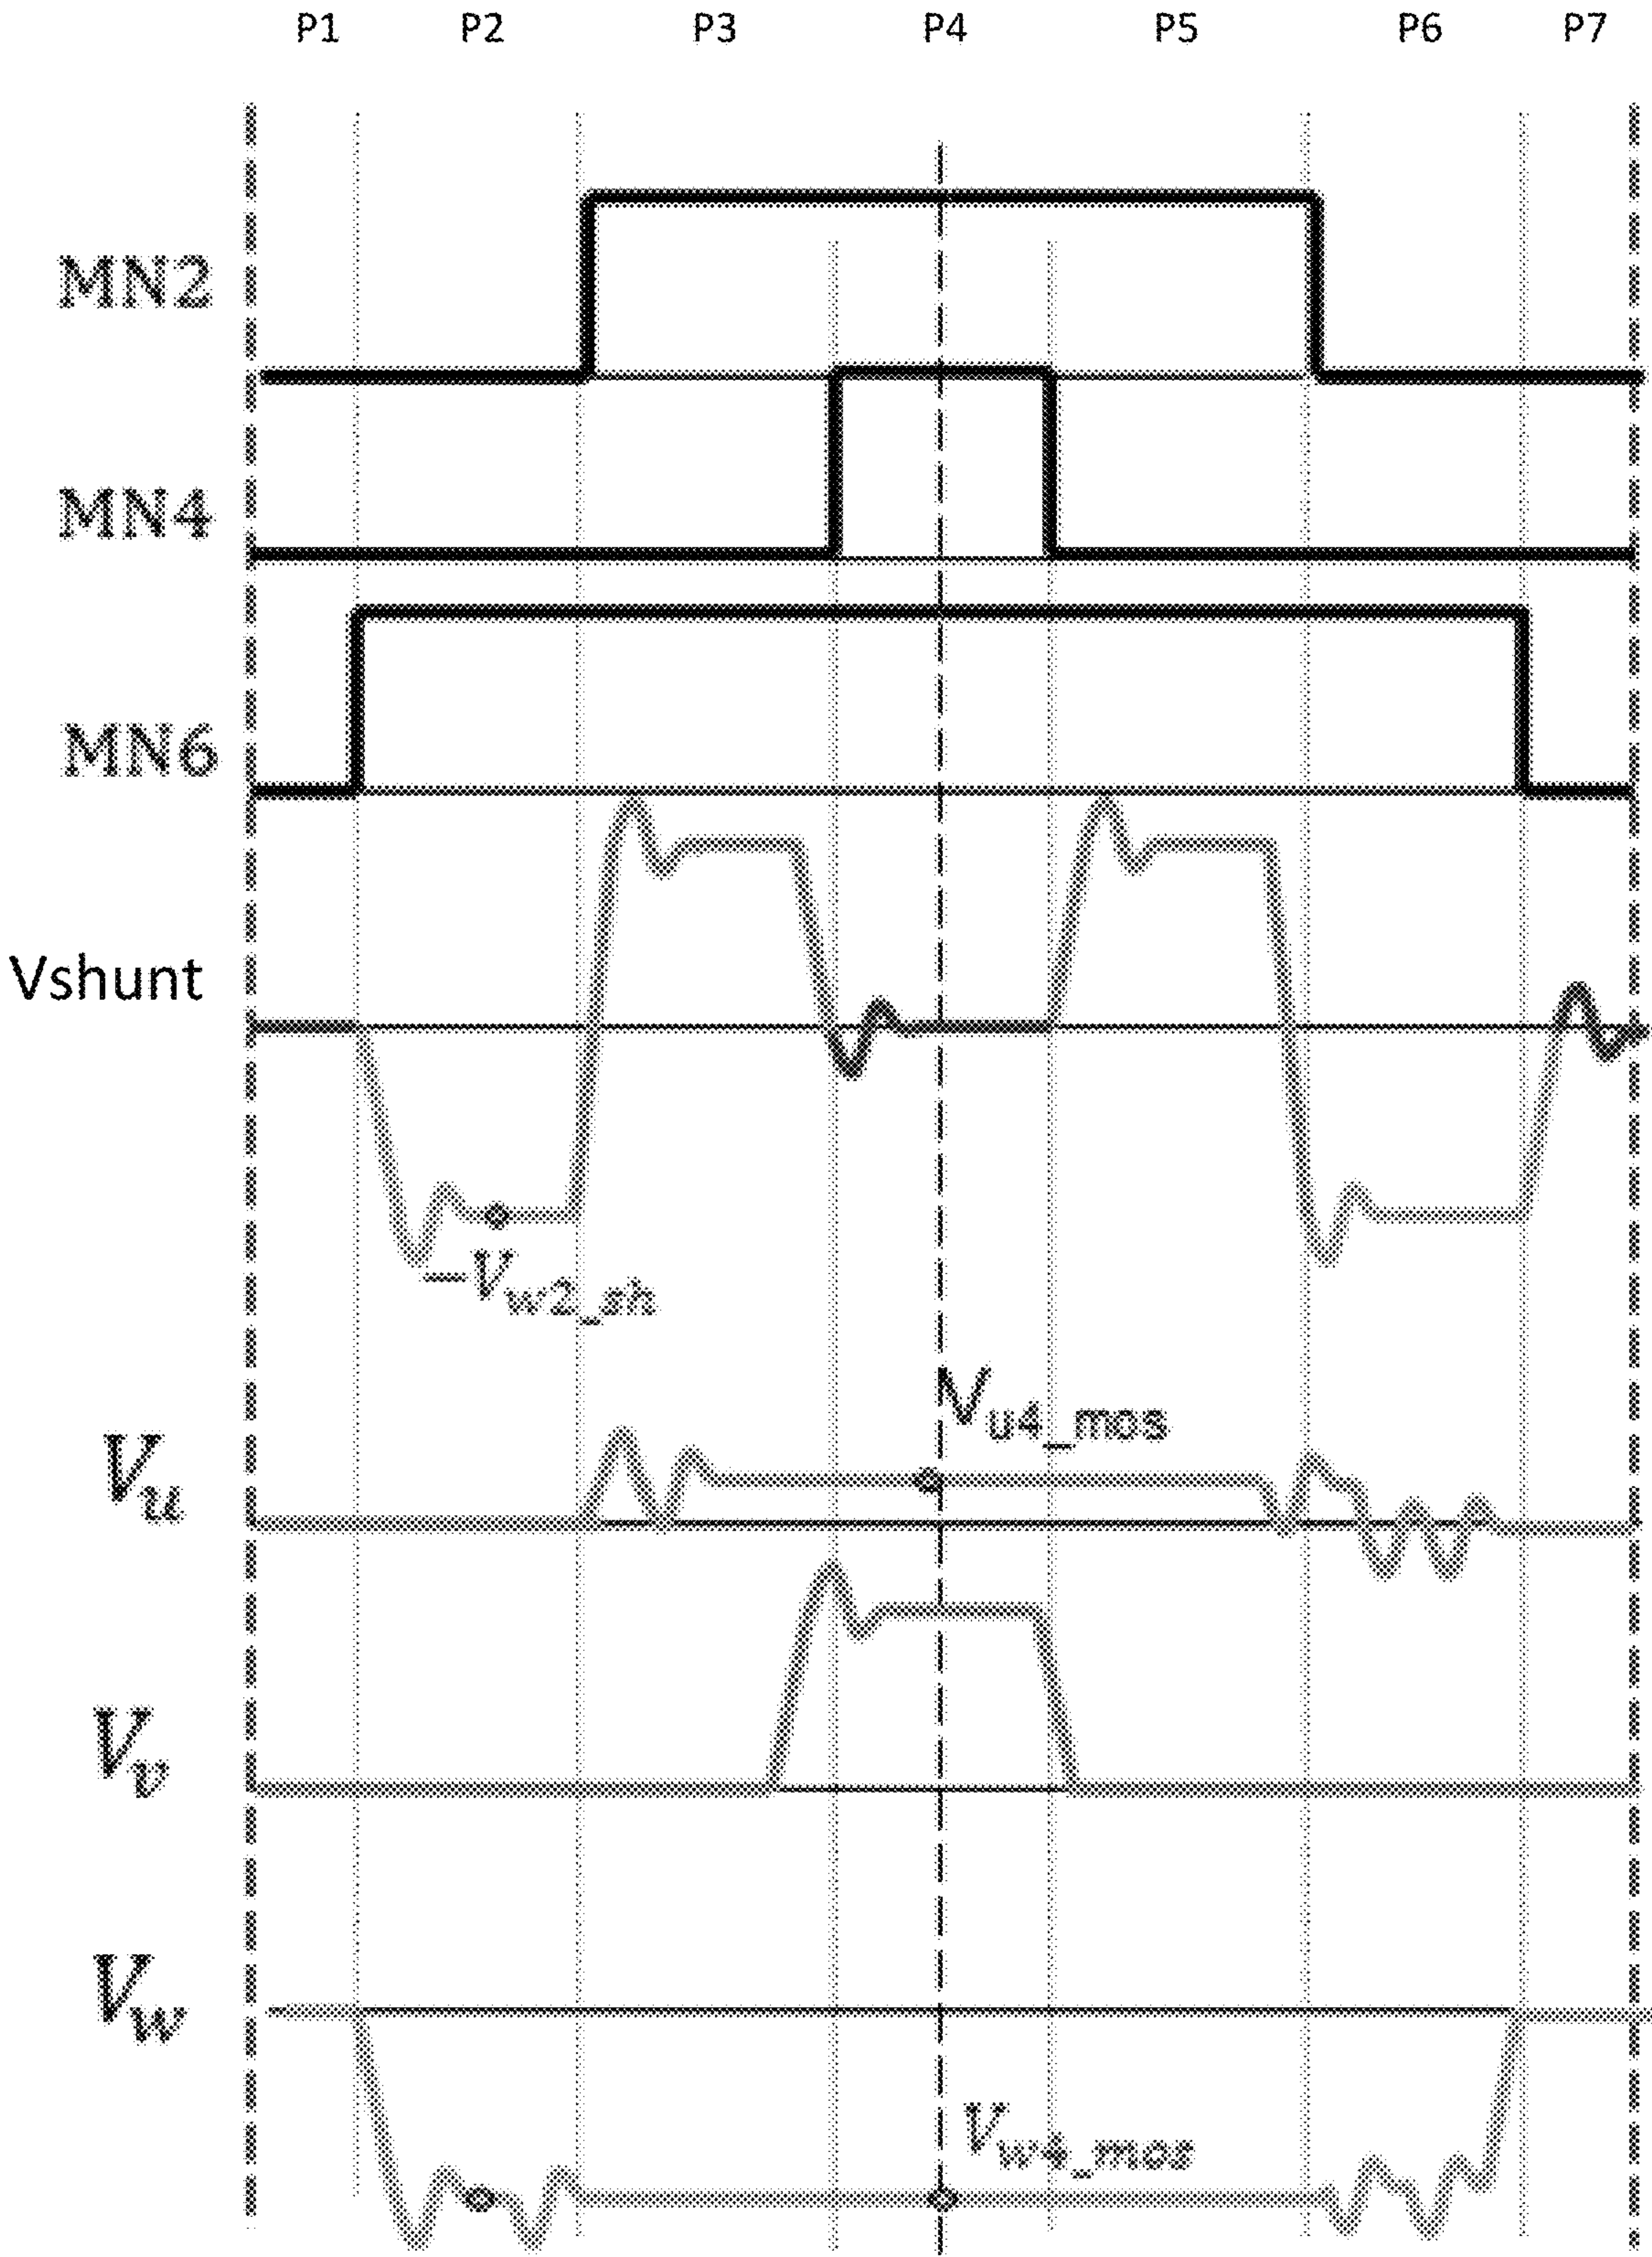 P1 P2 P3 P4 P5 P6 P7
MN2
MN4
MN6
Vshunt
−Vw2_sh
Vu4_mos
Vu
Vv
Vw
Vw4_mos